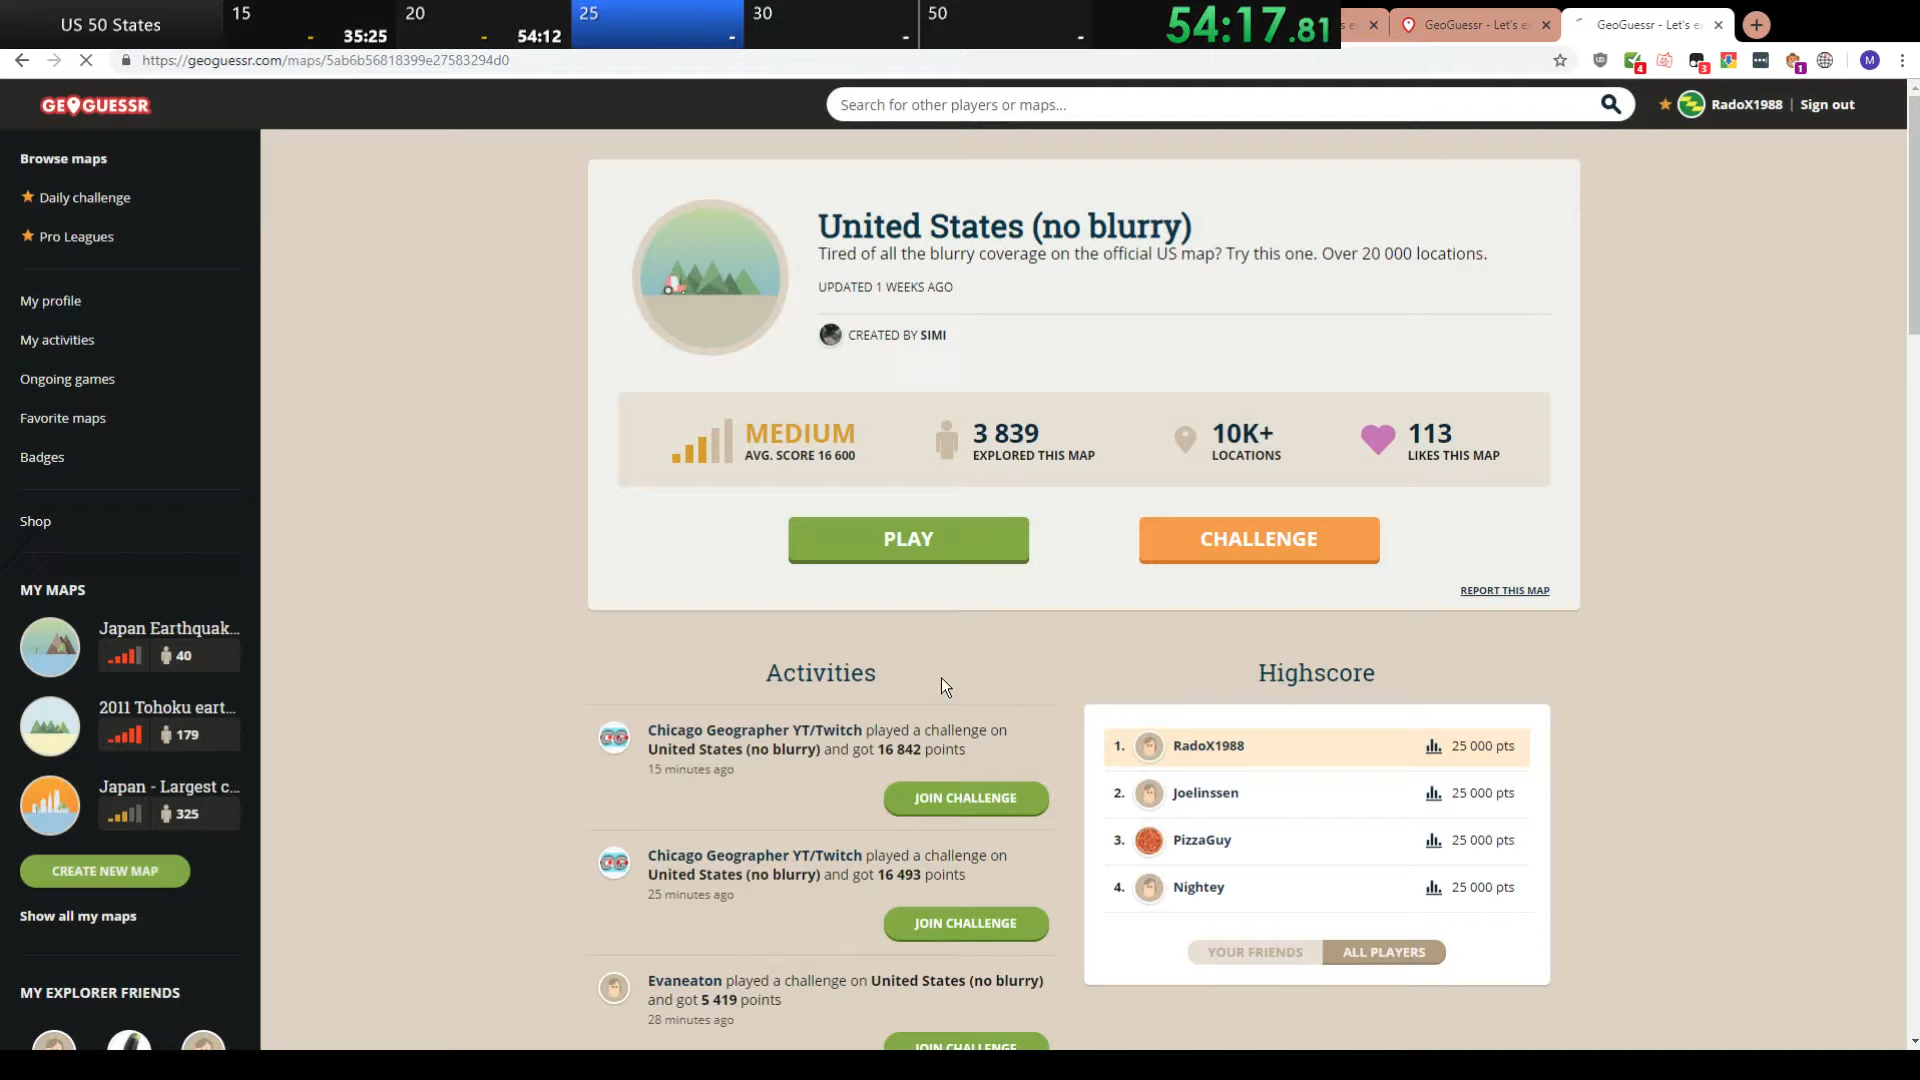 US 50 States
15
-
35:25
20
-
54:12
25
-
30
-
50
-
54:17.81
GeoGuessr - Let's e
GeoGuessr - Let's e
https://geoguessr.com/maps/5ab6b56818399e27583294d0
4
3
1
M
GEOGUESSR
Search for other players or maps...
RadoX1988 | Sign out
Browse maps
Daily challenge
Pro Leagues
My profile
My activities
Ongoing games
Favorite maps
Badges
Shop
MY MAPS
Japan Earthquak...
40
2011 Tohoku eart...
179
Japan - Largest c...
325
CREATE NEW MAP
Show all my maps
MY EXPLORER FRIENDS
United States (no blurry)
Tired of all the blurry coverage on the official US map? Try this one. Over 20 000 locations.
UPDATED 1 WEEKS AGO
CREATED BY SIMI
MEDIUM
AVG. SCORE 16 600
3 839
EXPLORED THIS MAP
10K+
LOCATIONS
113
LIKES THIS MAP
PLAY
CHALLENGE
REPORT THIS MAP
Activities
Chicago Geographer YT/Twitch played a challenge on
United States (no blurry) and got 16 842 points
15 minutes ago
JOIN CHALLENGE
Chicago Geographer YT/Twitch played a challenge on
United States (no blurry) and got 16 493 points
25 minutes ago
JOIN CHALLENGE
Evaneaton played a challenge on United States (no blurry)
and got 5 419 points
28 minutes ago
JOIN CHALLENGE
Highscore
1. RadoX1988 25 000 pts
2. Joelinssen 25 000 pts
3. PizzaGuy 25 000 pts
4. Nightey 25 000 pts
YOUR FRIENDS
ALL PLAYERS